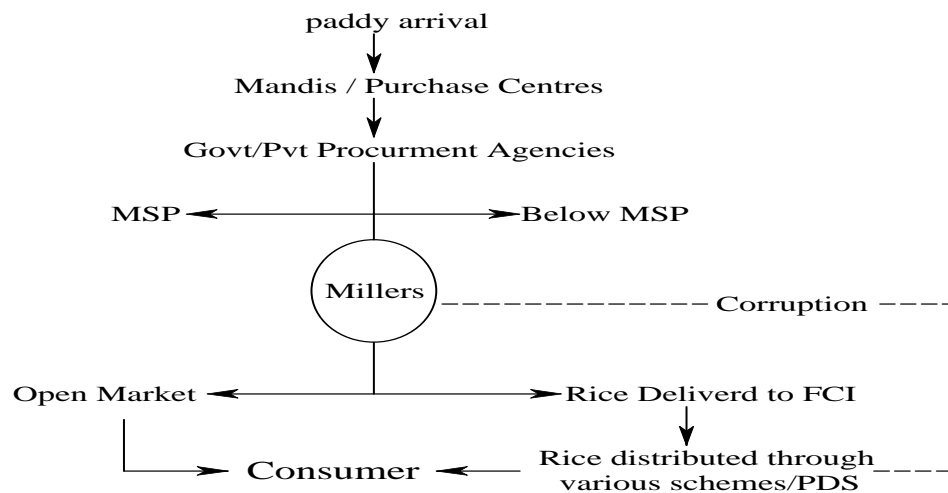 paddy arrival
Mandis / Purchase Centres
Govt/Pvt Procurment Agencies
MSP
Below MSP
Millers
Corruption
Open Market
Rice Deliverd to FCI
Consumer
Rice distributed through
various schemes/PDS